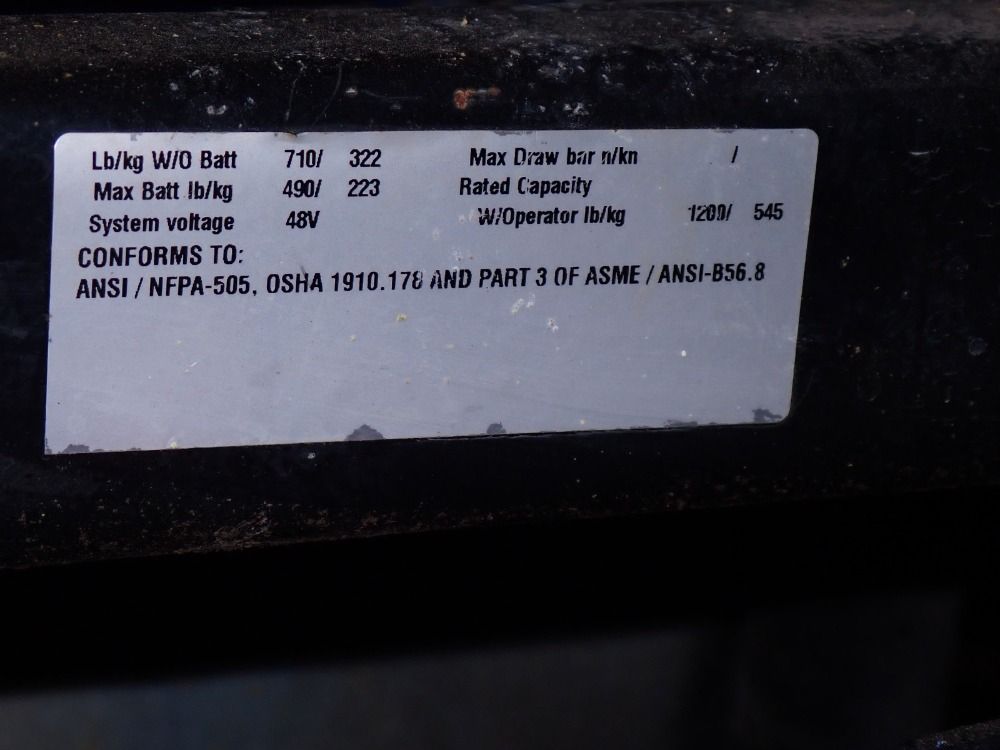 Lb/kg W/O Batt 710/ 322 Max Draw bar n/kn /
Max Batt lb/kg 490/ 223 Rated Capacity
System voltage 48V W/Operator lb/kg 1200/ 545
CONFORMS TO:
ANSI / NFPA-505, OSHA 1910.178 AND PART 3 OF ASME / ANSI-B56.8